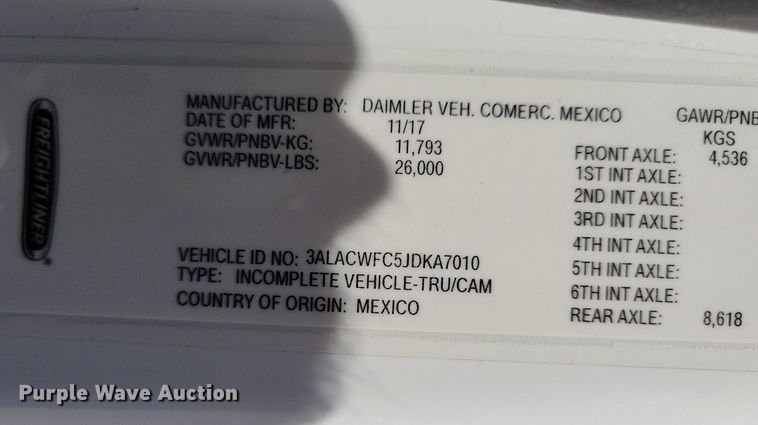 FREIGHTLINER
MANUFACTURED BY: DAIMLER VEH. COMERC. MEXICO
DATE OF MFR: 11/17
GVWR/PNBV-KG: 11,793
GVWR/PNBV-LBS: 26,000
VEHICLE ID NO: 3ALACWFC5JDKA7010
TYPE: INCOMPLETE VEHICLE-TRU/CAM
COUNTRY OF ORIGIN: MEXICO
GAWR/PNB
KGS
FRONT AXLE: 4,536
1ST INT AXLE:
2ND INT AXLE:
3RD INT AXLE:
4TH INT AXLE:
5TH INT AXLE:
6TH INT AXLE:
REAR AXLE: 8,618
Purple Wave Auction